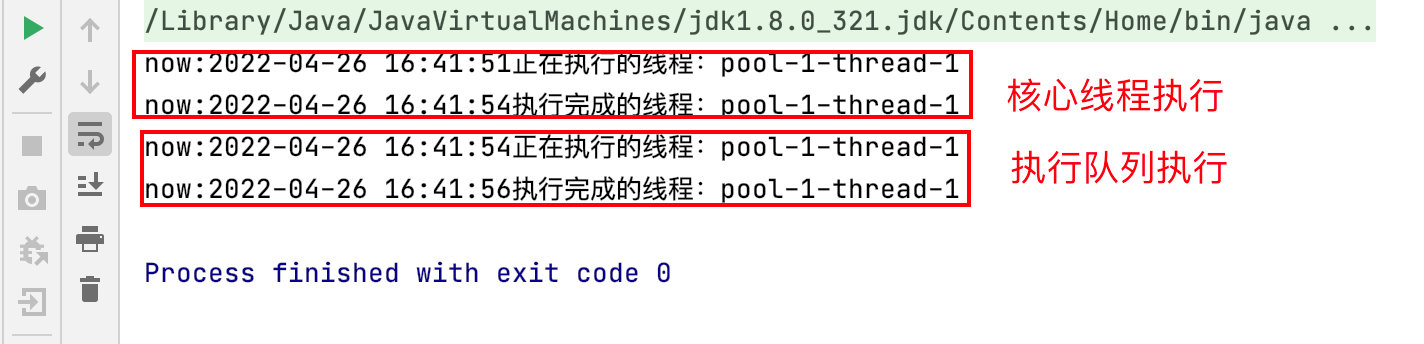 /Library/Java/JavaVirtualMachines/jdk1.8.0_321.jdk/Contents/Home/bin/java ...
now:2022-04-26 16:41:51正在执行的线程：pool-1-thread-1
now:2022-04-26 16:41:54执行完成的线程：pool-1-thread-1
核心线程执行
now:2022-04-26 16:41:54正在执行的线程：pool-1-thread-1
now:2022-04-26 16:41:56执行完成的线程：pool-1-thread-1
执行队列执行
Process finished with exit code 0